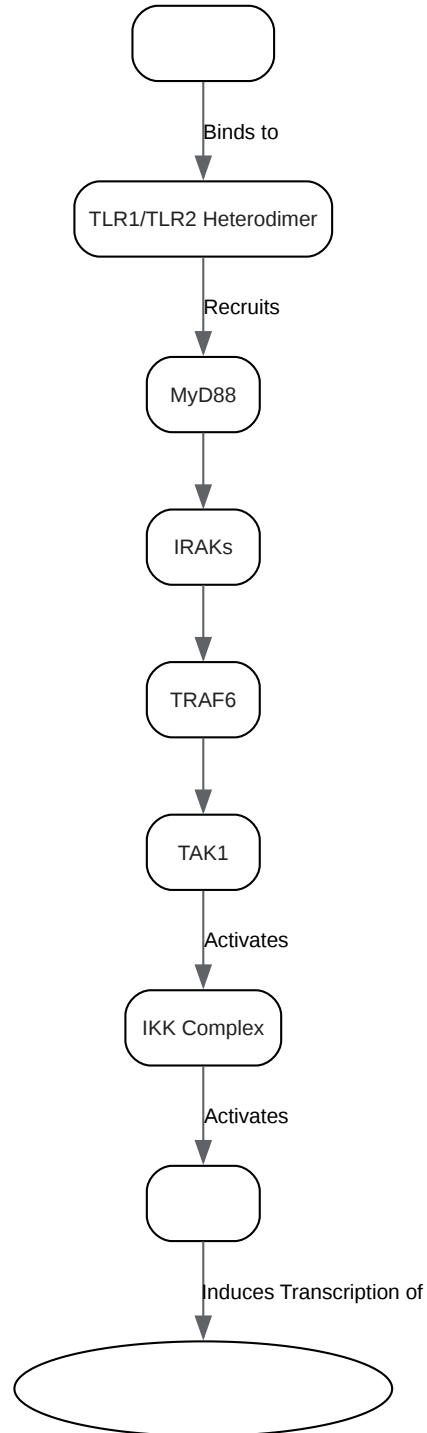 Binds to
TLR1/TLR2 Heterodimer
Recruits
MyD88
IRAKs
TRAF6
TAK1
Activates
IKK Complex
Activates
Induces Transcription of